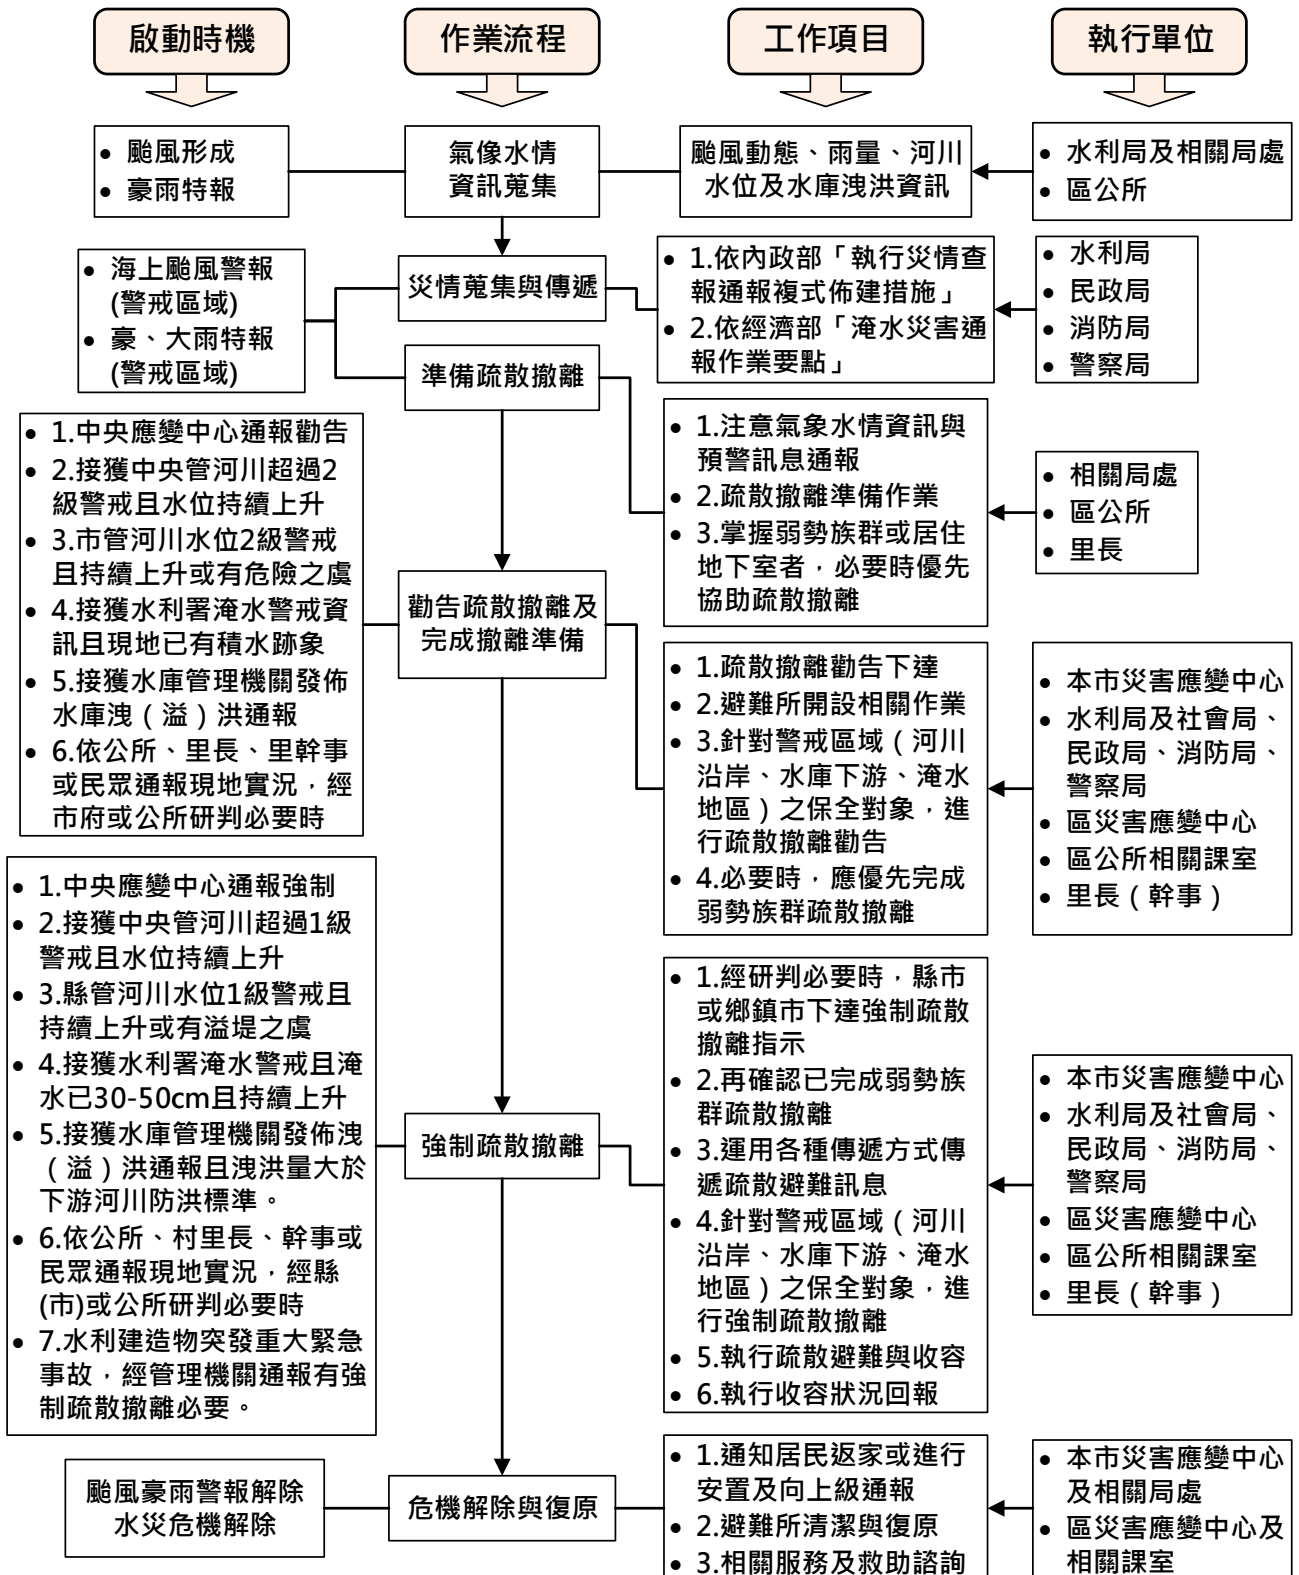 啟動時機
作業流程
工作項目
執行單位
• 颱風形成
• 豪雨特報
氣像水情
資訊蒐集
颱風動態、雨量、河川
水位及水庫洩洪資訊
• 水利局及相關局處
• 區公所
• 海上颱風警報
(警戒區域)
• 豪、大雨特報
(警戒區域)
災情蒐集與傳遞
• 1.依內政部「執行災情查
報通報複式佈建措施」
• 2.依經濟部「淹水災害通
報作業要點」
• 水利局
• 民政局
• 消防局
• 警察局
準備疏散撤離
• 1.注意氣象水情資訊與
預警訊息通報
• 2.疏散撤離準備作業
• 3.掌握弱勢族群或居住
地下室者，必要時優先
協助疏散撤離
• 相關局處
• 區公所
• 里長
• 1.中央應變中心通報勸告
• 2.接獲中央管河川超過2
級警戒且水位持續上升
• 3.市管河川水位2級警戒
且持續上升或有危險之虞
• 4.接獲水利署淹水警戒資
訊且現地已有積水跡象
• 5.接獲水庫管理機關發佈
水庫洩（溢）洪通報
• 6.依公所、里長、里幹事
或民眾通報現地實況，經
市府或公所研判必要時
勸告疏散撤離及
完成撤離準備
• 1.疏散撤離勸告下達
• 2.避難所開設相關作業
• 3.針對警戒區域（河川
沿岸、水庫下游、淹水
地區）之保全對象，進
行疏散撤離勸告
• 4.必要時，應優先完成
弱勢族群疏散撤離
• 本市災害應變中心
• 水利局及社會局、
民政局、消防局、
警察局
• 區災害應變中心
• 區公所相關課室
• 里長（幹事）
• 1.中央應變中心通報強制
• 2.接獲中央管河川超過1級
警戒且水位持續上升
• 3.縣管河川水位1級警戒且
持續上升或有溢堤之虞
• 4.接獲水利署淹水警戒且淹
水已30-50cm且持續上升
• 5.接獲水庫管理機關發佈洩
（溢）洪通報且洩洪量大於
下游河川防洪標準。
• 6.依公所、村里長、幹事或
民眾通報現地實況，經縣
(市)或公所研判必要時
• 7.水利建造物突發重大緊急
事故，經管理機關通報有強
制疏散撤離必要。
強制疏散撤離
• 1.經研判必要時，縣市
或鄉鎮市下達強制疏散
撤離指示
• 2.再確認已完成弱勢族
群疏散撤離
• 3.運用各種傳遞方式傳
遞疏散避難訊息
• 4.針對警戒區域（河川
沿岸、水庫下游、淹水
地區）之保全對象，進
行強制疏散撤離
• 5.執行疏散避難與收容
• 6.執行收容狀況回報
• 本市災害應變中心
• 水利局及社會局、
民政局、消防局、
警察局
• 區災害應變中心
• 區公所相關課室
• 里長（幹事）
颱風豪雨警報解除
水災危機解除
危機解除與復原
• 1.通知居民返家或進行
安置及向上級通報
• 2.避難所清潔與復原
• 3.相關服務及救助諮詢
• 本市災害應變中心
及相關局處
• 區災害應變中心及
相關課室